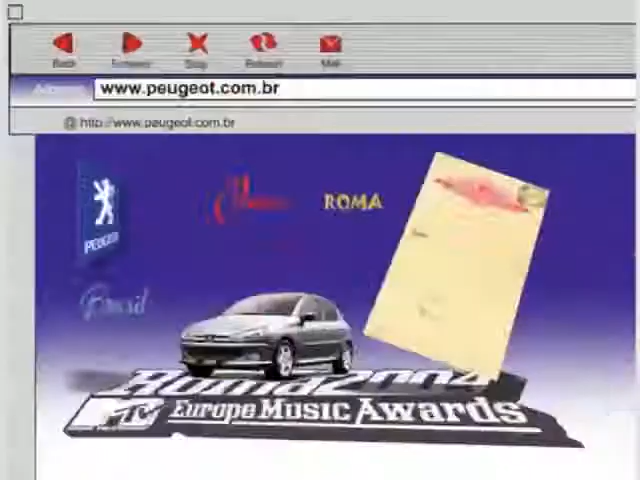 Back Forward Stop Reload Mail
Address www.peugeot.com.br
@ http://www.peugeot.com.br
PEUGEOT
ROMA
Brasil
Roma2004
MTV Europe Music Awards